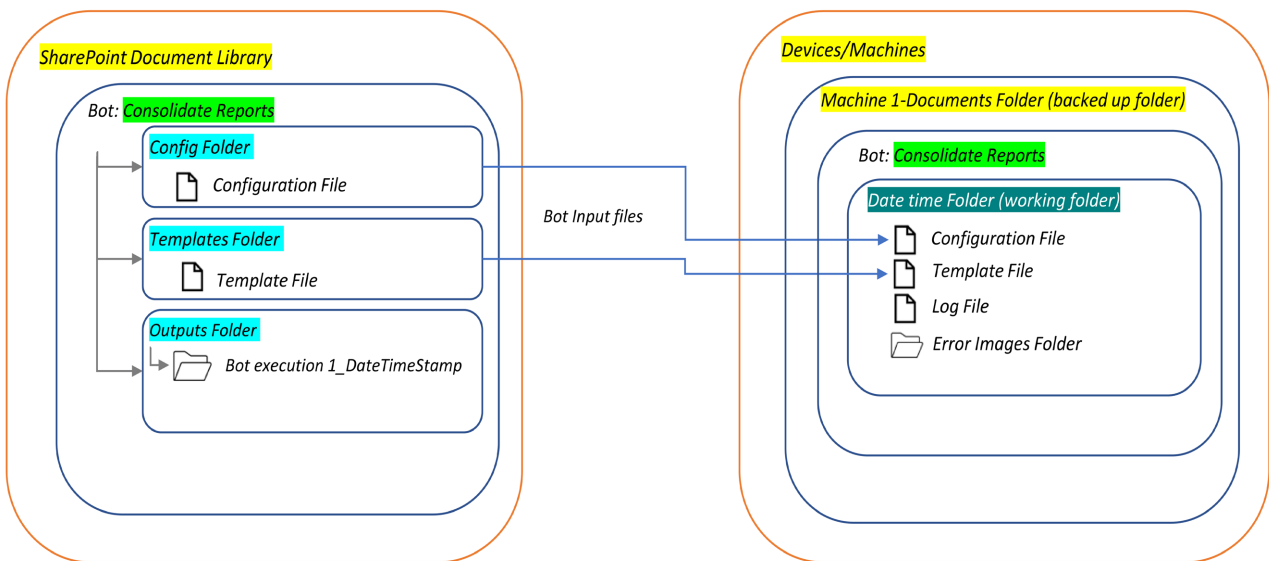 SharePoint Document Library
Bot: Consolidate Reports
Config Folder
Configuration File
Templates Folder
Template File
Outputs Folder
Bot execution 1_DateTimeStamp
Bot Input files
Devices/Machines
Machine 1-Documents Folder (backed up folder)
Bot: Consolidate Reports
Date time Folder (working folder)
Configuration File
Template File
Log File
Error Images Folder